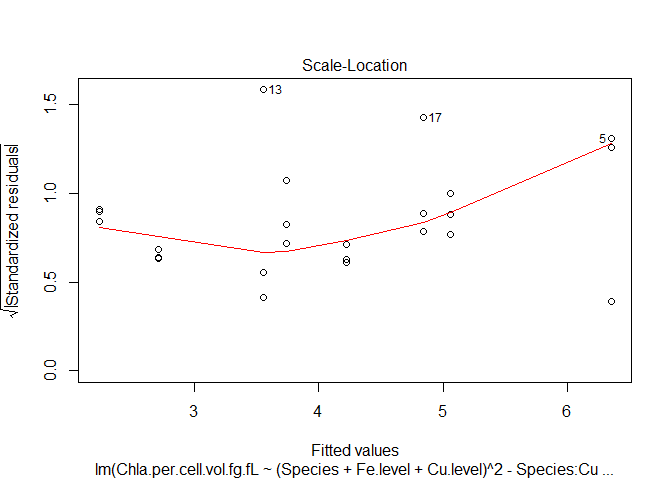 Scale-Location
√|Standardized residuals|
0.0 0.5 1.0 1.5
13
17
5
3 4 5 6
Fitted values
lm(Chla.per.cell.vol.fg.fL ~ (Species + Fe.level + Cu.level)^2 - Species:Cu ...